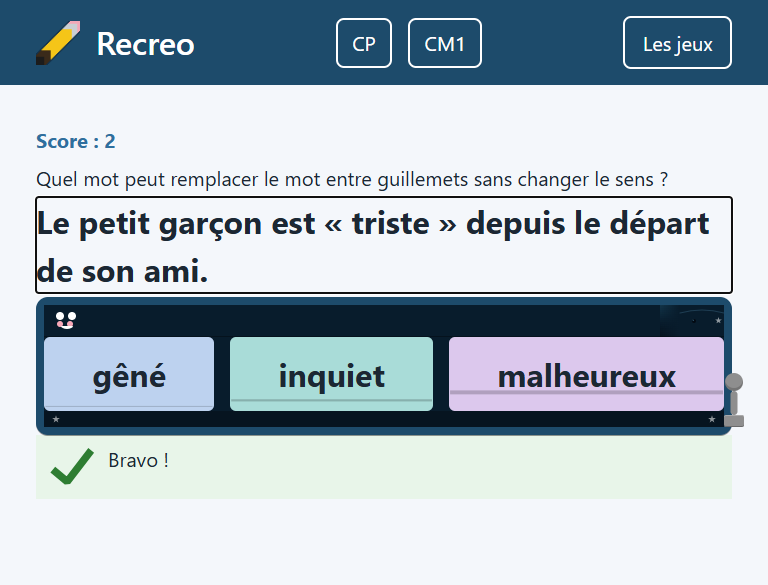 Recreo
CP
CM1
Les jeux
Score : 2
Quel mot peut remplacer le mot entre guillemets sans changer le sens ?
Le petit garçon est « triste » depuis le départ
de son ami.
gêné
inquiet
malheureux
Bravo !